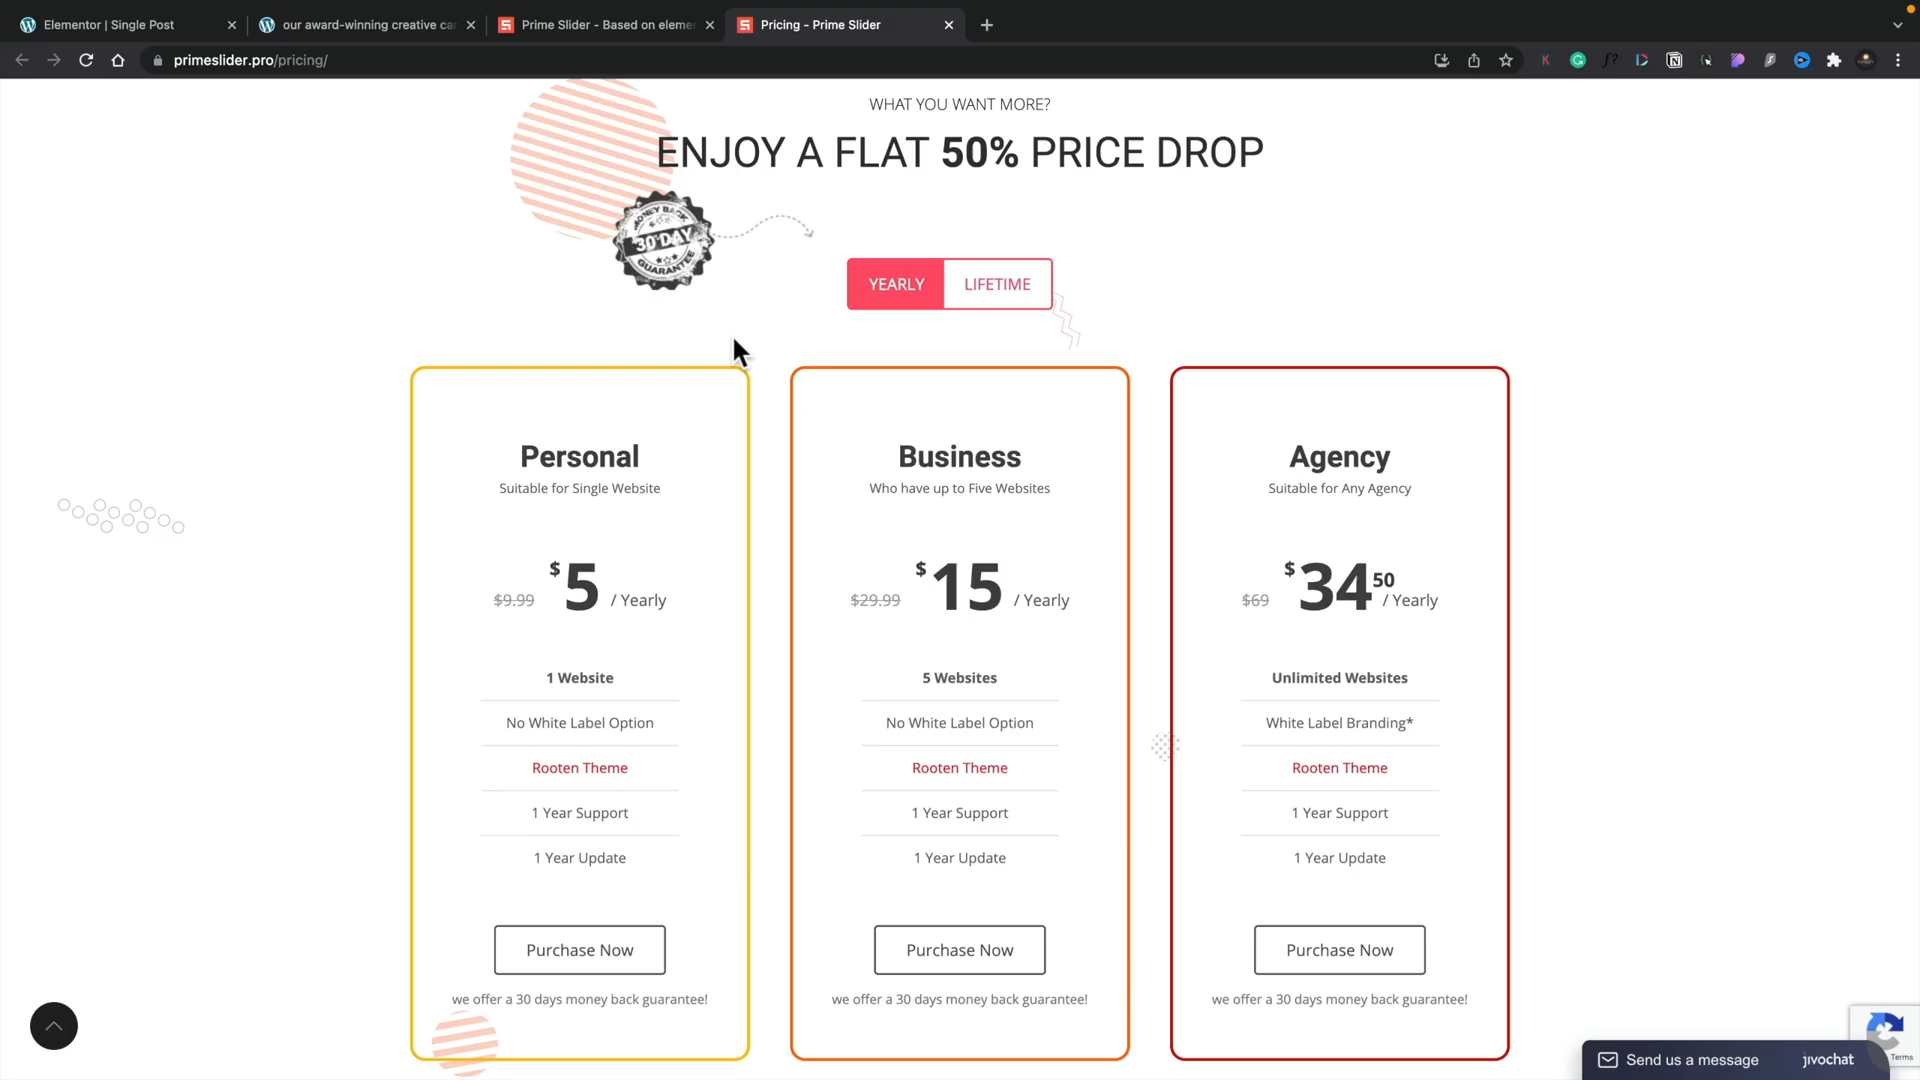 Elementor | Single Post
our award-winning creative car
Prime Slider - Based on eleme
Pricing - Prime Slider
primeslider.pro/pricing/
WHAT YOU WANT MORE?
ENJOY A FLAT 50% PRICE DROP
MONEY BACK
30 DAY
GUARANTEE
YEARLY
LIFETIME
Personal
Suitable for Single Website
$9.99 $5 / Yearly
1 Website
No White Label Option
Rooten Theme
1 Year Support
1 Year Update
Purchase Now
we offer a 30 days money back guarantee!
Business
Who have up to Five Websites
$29.99 $15 / Yearly
5 Websites
No White Label Option
Rooten Theme
1 Year Support
1 Year Update
Purchase Now
we offer a 30 days money back guarantee!
Agency
Suitable for Any Agency
$69 $34 50 / Yearly
Unlimited Websites
White Label Branding*
Rooten Theme
1 Year Support
1 Year Update
Purchase Now
we offer a 30 days money back guarantee!
Terms
Send us a message
jivochat